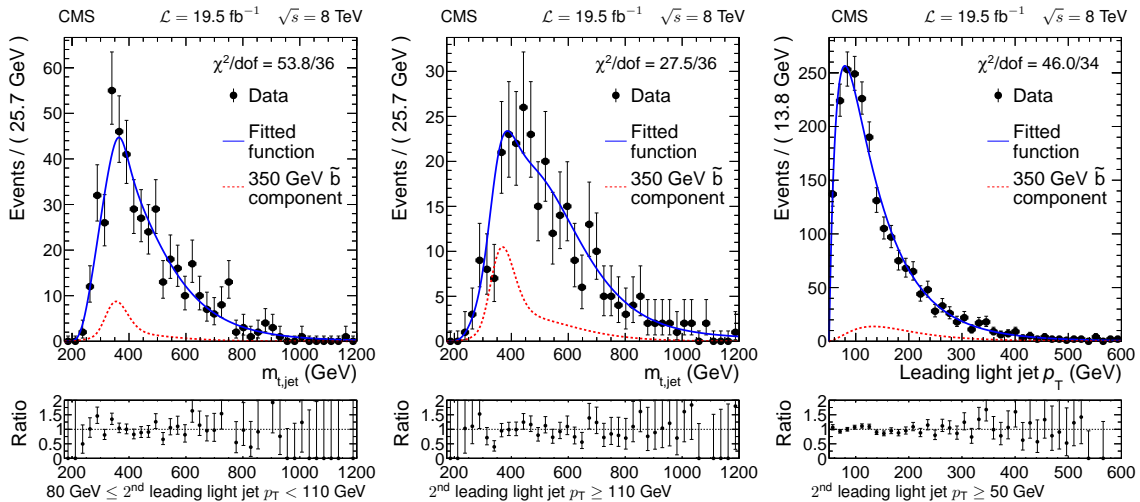 CMS ℒ = 19.5 fb⁻¹ √s = 8 TeV
Events / ( 25.7 GeV )
60
50
40
30
20
10
0
χ²/dof = 53.8/36
Data
Fitted
function
350 GeV b̃
component
200 400 600 800 1000 1200
m_t,jet (GeV)
Ratio
2
1.5
1
0.5
0
200 400 600 800 1000 1200
80 GeV ≤ 2nd leading light jet p_T < 110 GeV
CMS ℒ = 19.5 fb⁻¹ √s = 8 TeV
Events / ( 25.7 GeV )
30
25
20
15
10
5
0
χ²/dof = 27.5/36
Data
Fitted
function
350 GeV b̃
component
200 400 600 800 1000 1200
m_t,jet (GeV)
Ratio
2
1.5
1
0.5
0
200 400 600 800 1000 1200
2nd leading light jet p_T ≥ 110 GeV
CMS ℒ = 19.5 fb⁻¹ √s = 8 TeV
Events / ( 13.8 GeV )
250
200
150
100
50
0
χ²/dof = 46.0/34
Data
Fitted
function
350 GeV b̃
component
100 200 300 400 500 600
Leading light jet p_T (GeV)
Ratio
2
1.5
1
0.5
0
100 200 300 400 500 600
2nd leading light jet p_T ≥ 50 GeV